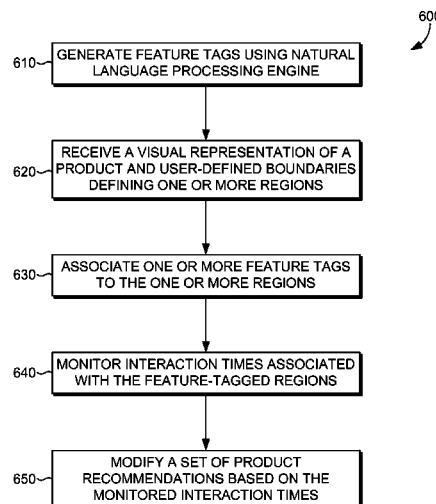 600
610
GENERATE FEATURE TAGS USING NATURAL
LANGUAGE PROCESSING ENGINE
620
RECEIVE A VISUAL REPRESENTATION OF A
PRODUCT AND USER-DEFINED BOUNDARIES
DEFINING ONE OR MORE REGIONS
630
ASSOCIATE ONE OR MORE FEATURE TAGS
TO THE ONE OR MORE REGIONS
640
MONITOR INTERACTION TIMES ASSOCIATED
WITH THE FEATURE-TAGGED REGIONS
650
MODIFY A SET OF PRODUCT
RECOMMENDATIONS BASED ON THE
MONITORED INTERACTION TIMES